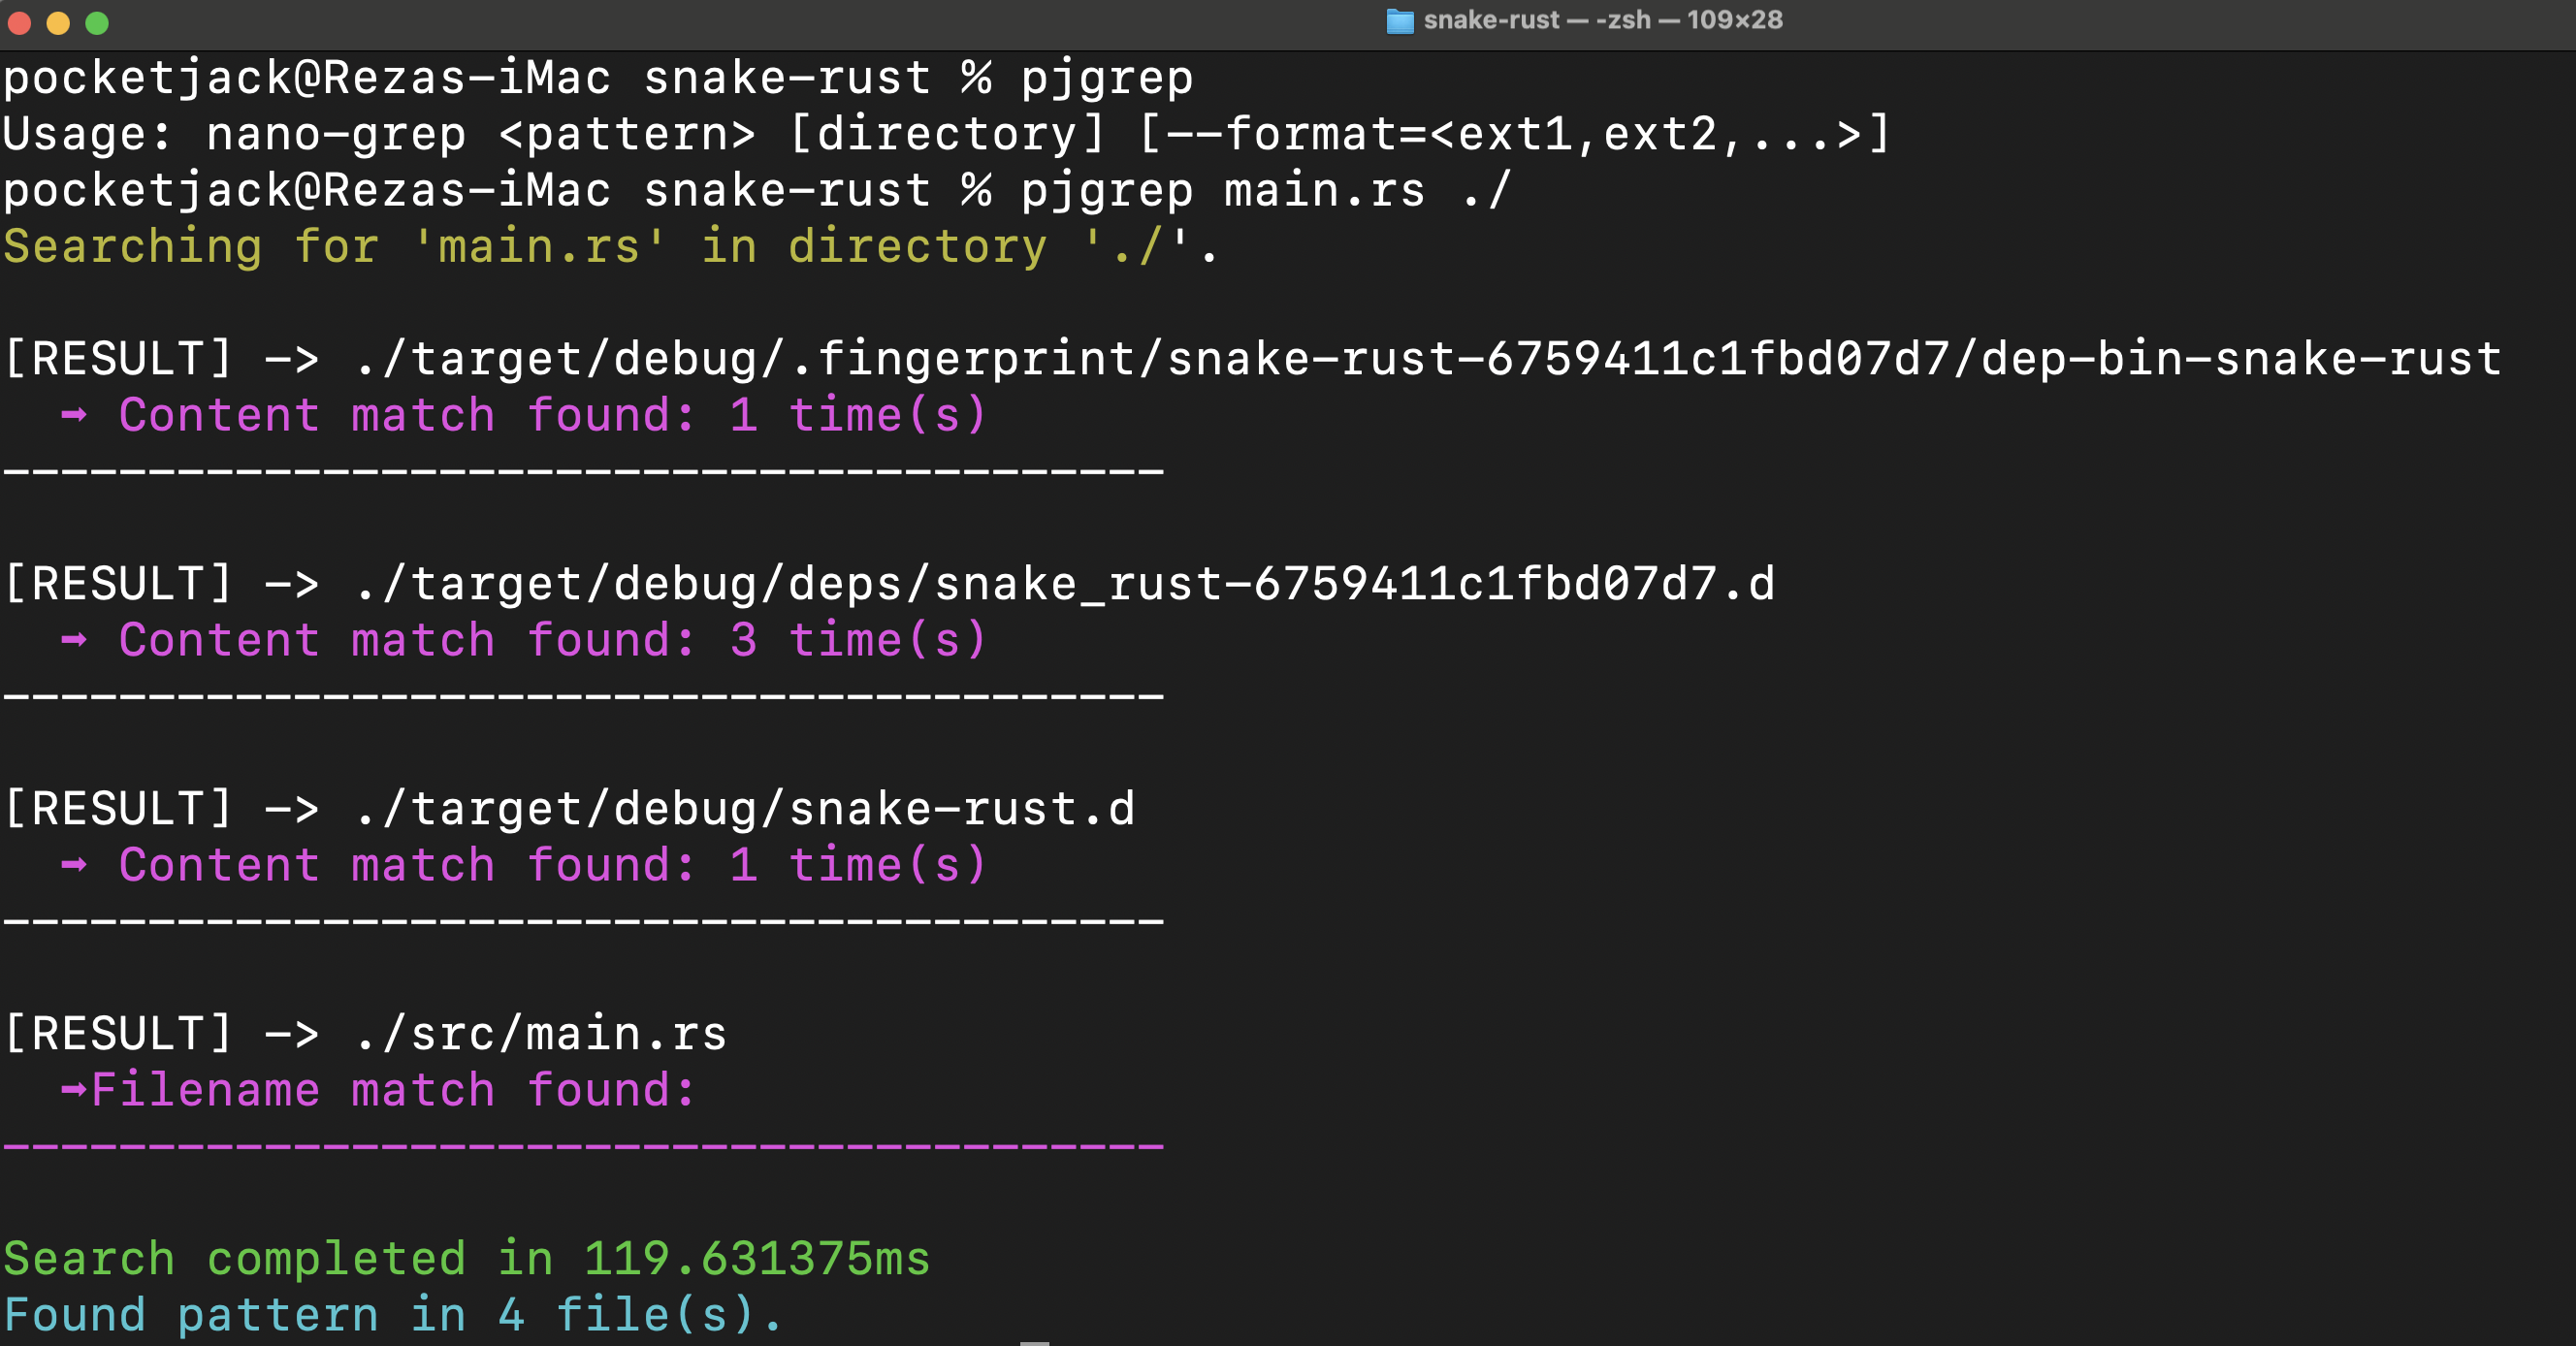 snake-rust — -zsh — 109×28
pocketjack@Rezas-iMac snake-rust % pjgrep
Usage: nano-grep <pattern> [directory] [--format=<ext1,ext2,...>]
pocketjack@Rezas-iMac snake-rust % pjgrep main.rs ./
Searching for 'main.rs' in directory './'.
[RESULT] -> ./target/debug/.fingerprint/snake-rust-6759411c1fbd07d7/dep-bin-snake-rust
➡ Content match found: 1 time(s)
----------------------------------------
[RESULT] -> ./target/debug/deps/snake_rust-6759411c1fbd07d7.d
➡ Content match found: 3 time(s)
----------------------------------------
[RESULT] -> ./target/debug/snake-rust.d
➡ Content match found: 1 time(s)
----------------------------------------
[RESULT] -> ./src/main.rs
➡Filename match found:
----------------------------------------
Search completed in 119.631375ms
Found pattern in 4 file(s).